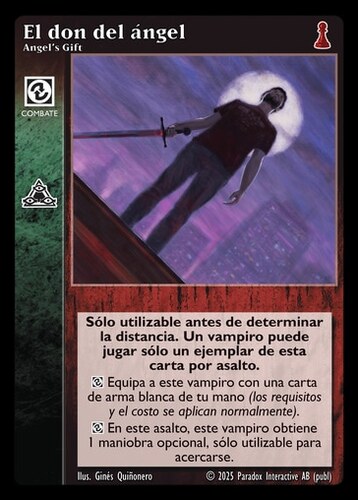 El don del ángel
Angel's Gift
COMBATE
Sólo utilizable antes de determinar
la distancia. Un vampiro puede
jugar sólo un ejemplar de esta
carta por asalto.
Equipa a este vampiro con una carta
de arma blanca de tu mano (los requisitos
y el costo se aplican normalmente).
En este asalto, este vampiro obtiene
1 maniobra opcional, sólo utilizable para
acercarse.
Ilus. Ginés Quiñonero © 2025 Paradox Interactive AB (publ)